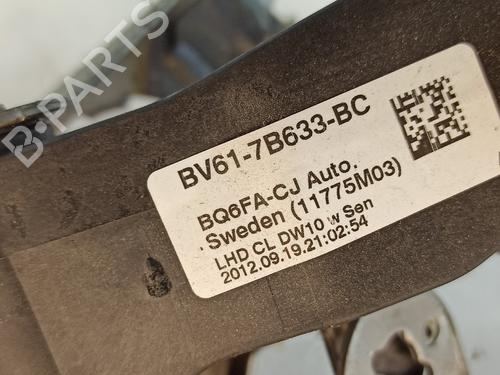 B-PARTS
BV61-7B633-BC
BQ6FA-CJ Auto.
Sweden (11775M03)
LHD CL DW10 w Sen
2012.09.19.21:02:54